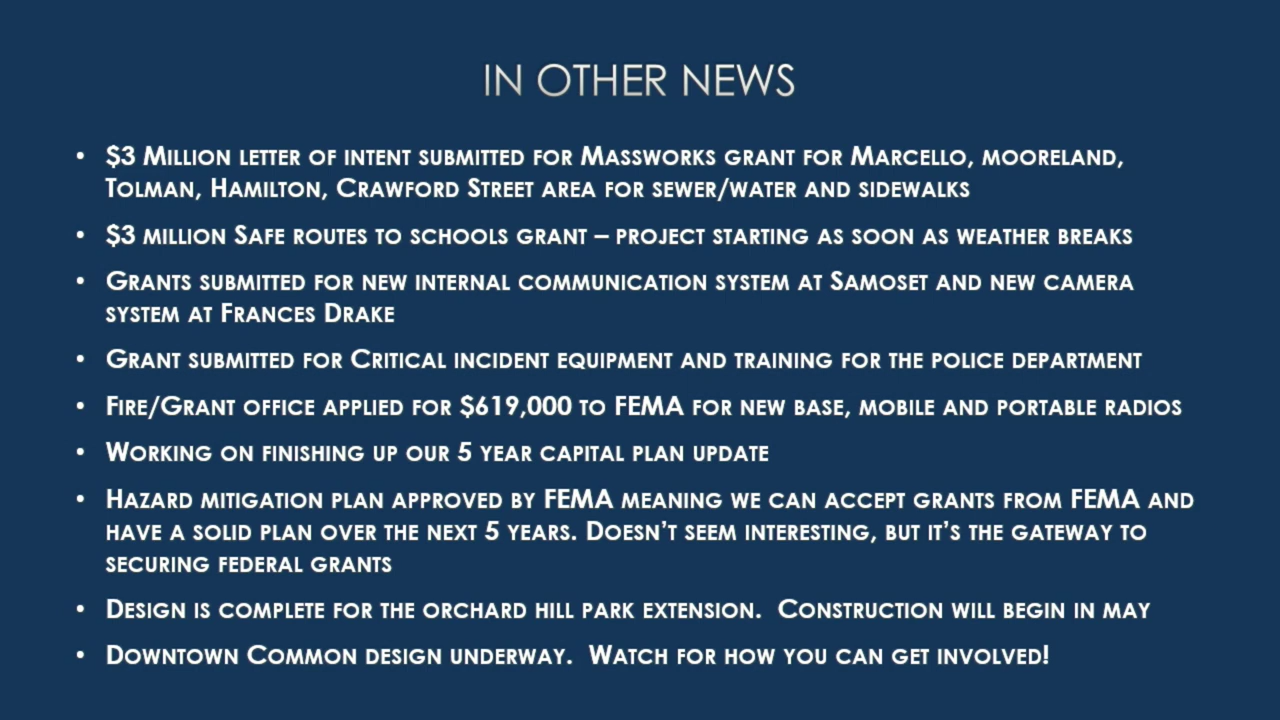 IN OTHER NEWS
• $3 Million letter of intent submitted for Massworks grant for Marcello, mooreland,
Tolman, Hamilton, Crawford Street area for sewer/water and sidewalks
• $3 million Safe routes to schools grant – project starting as soon as weather breaks
• Grants submitted for new internal communication system at Samoset and new camera
system at Frances Drake
• Grant submitted for Critical incident equipment and training for the police department
• Fire/Grant office applied for $619,000 to FEMA for new base, mobile and portable radios
• Working on finishing up our 5 year capital plan update
• Hazard mitigation plan approved by FEMA meaning we can accept grants from FEMA and
have a solid plan over the next 5 years. Doesn’t seem interesting, but it’s the gateway to
securing federal grants
• Design is complete for the orchard hill park extension.  Construction will begin in may
• Downtown Common design underway.  Watch for how you can get involved!